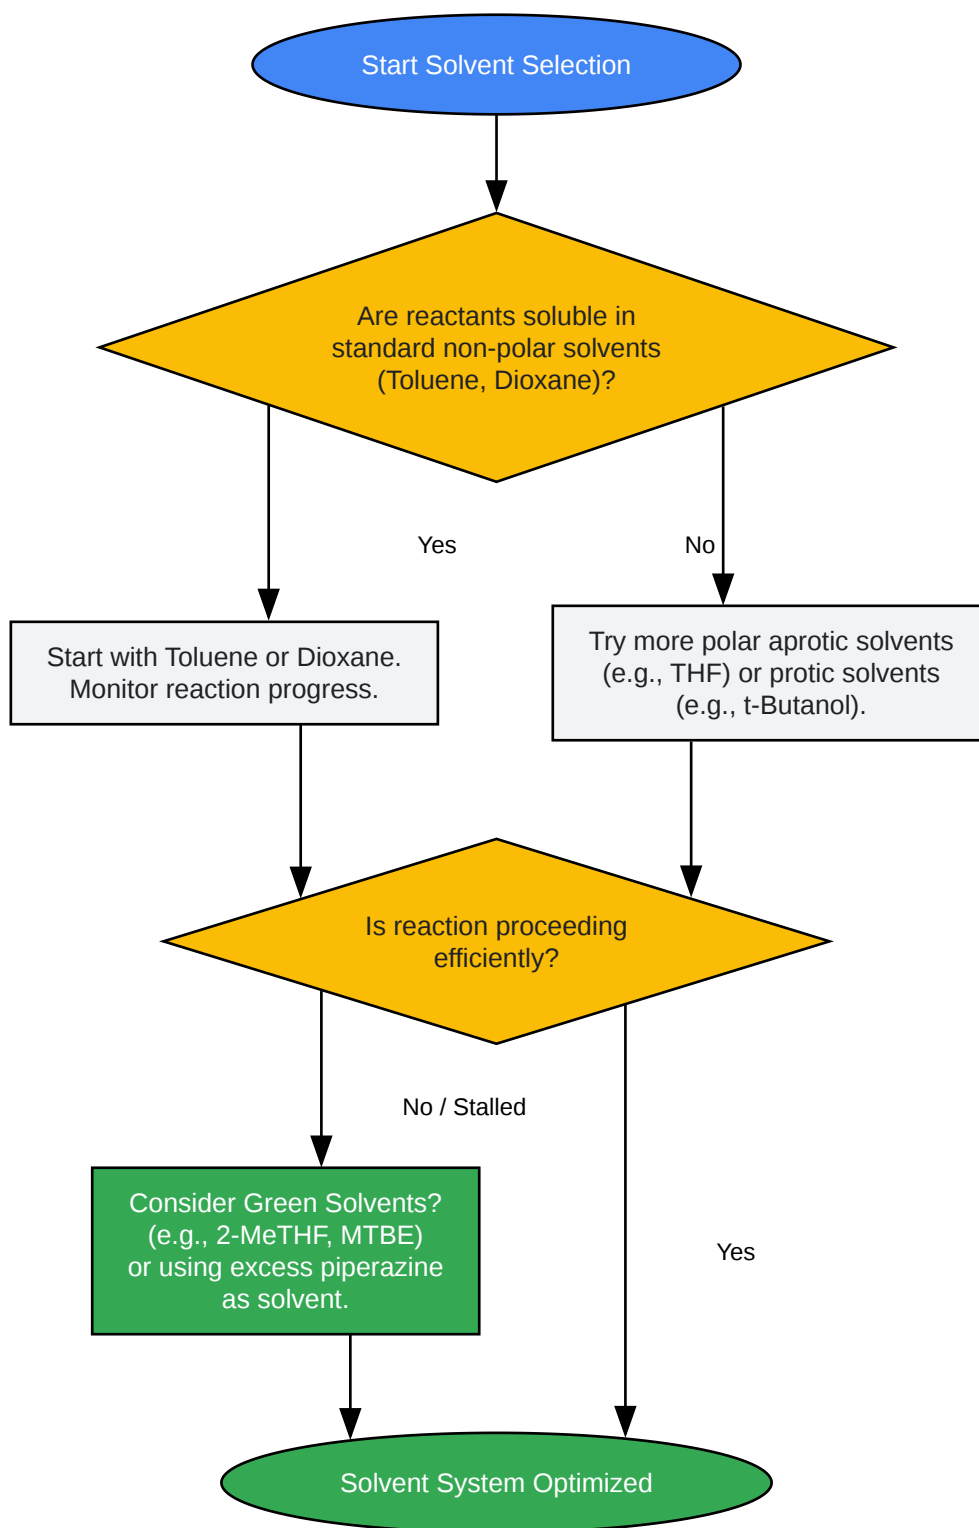 Start Solvent Selection
Are reactants soluble in
standard non-polar solvents
(Toluene, Dioxane)?
Yes
No
Start with Toluene or Dioxane.
Monitor reaction progress.
Try more polar aprotic solvents
(e.g., THF) or protic solvents
(e.g., t-Butanol).
Is reaction proceeding
efficiently?
No / Stalled
Consider Green Solvents?
(e.g., 2-MeTHF, MTBE)
or using excess piperazine
as solvent.
Yes
Solvent System Optimized